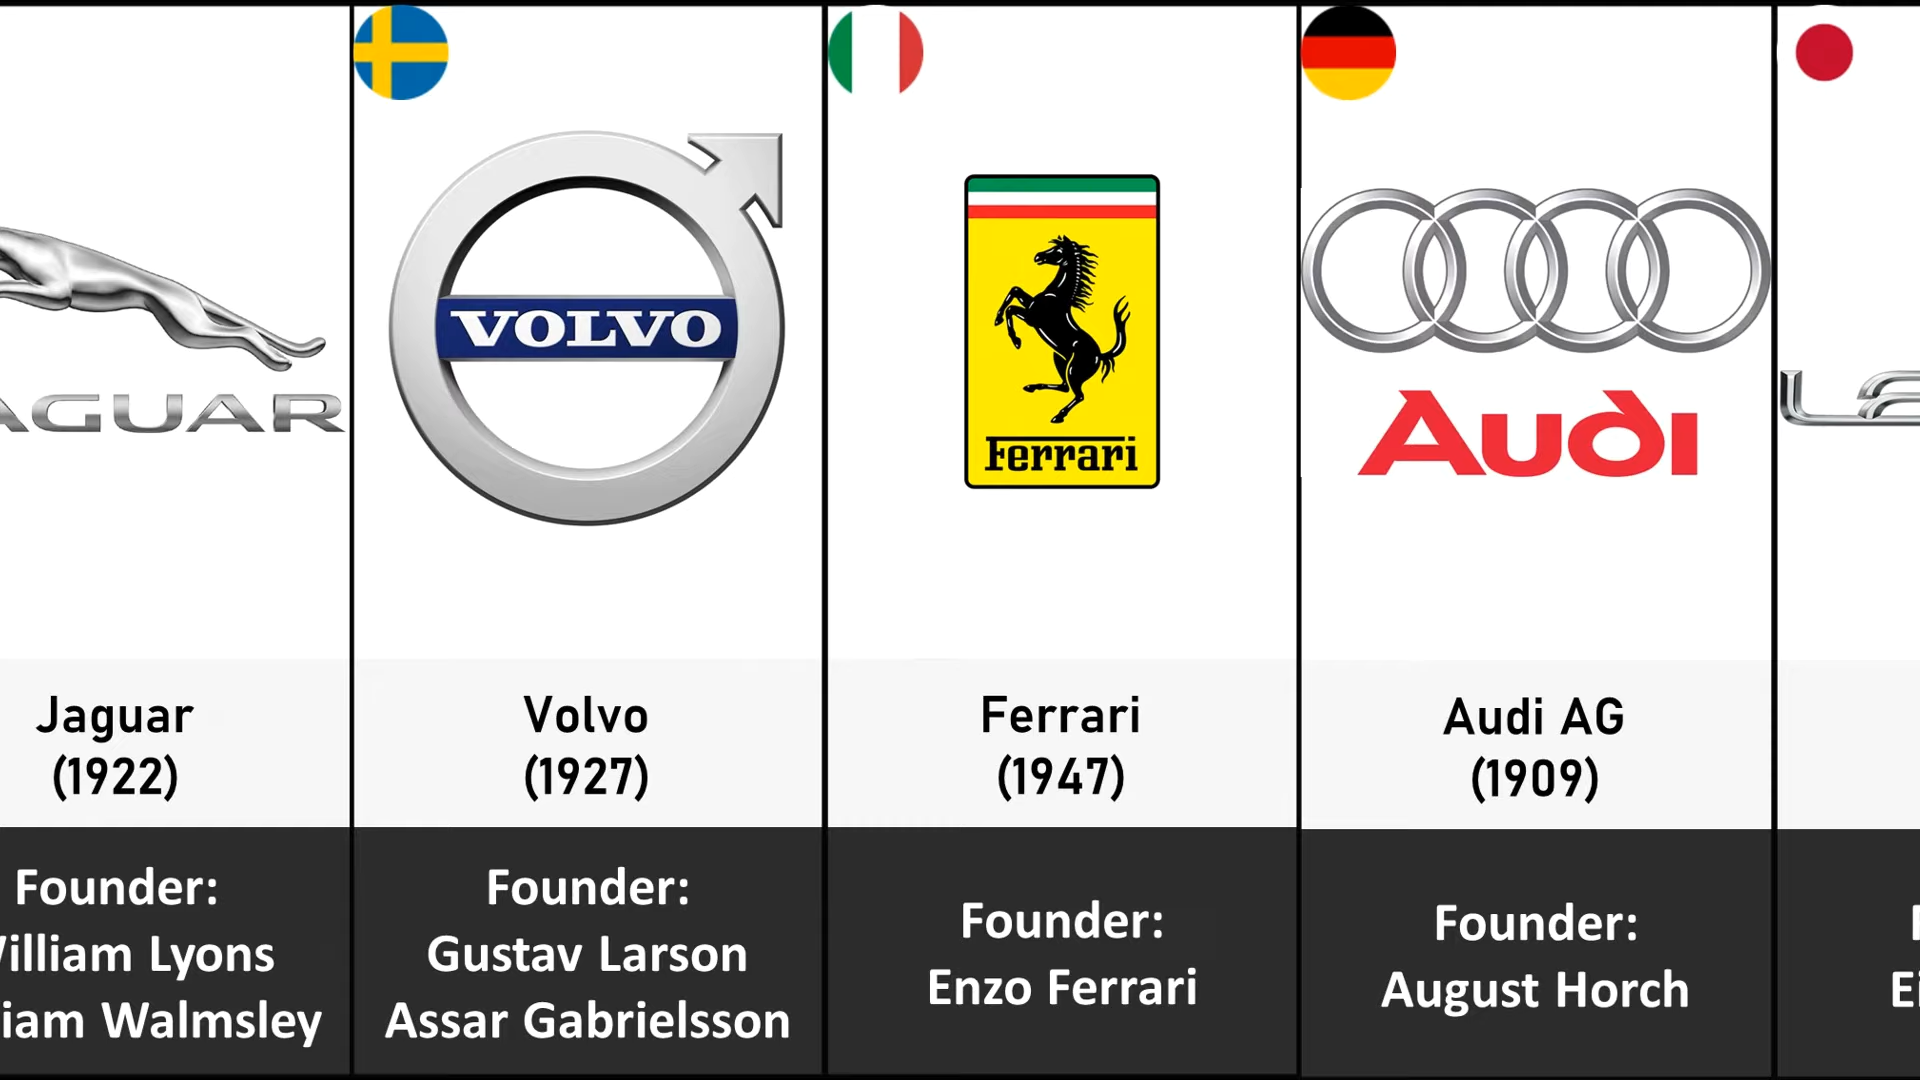 AGUAR
Jaguar
(1922)
Founder:
illiam Lyons
iam Walmsley
VOLVO
Volvo
(1927)
Founder:
Gustav Larson
Assar Gabrielsson
Ferrari
Ferrari
(1947)
Founder:
Enzo Ferrari
Audi
Audi AG
(1909)
Founder:
August Horch
L
Ei